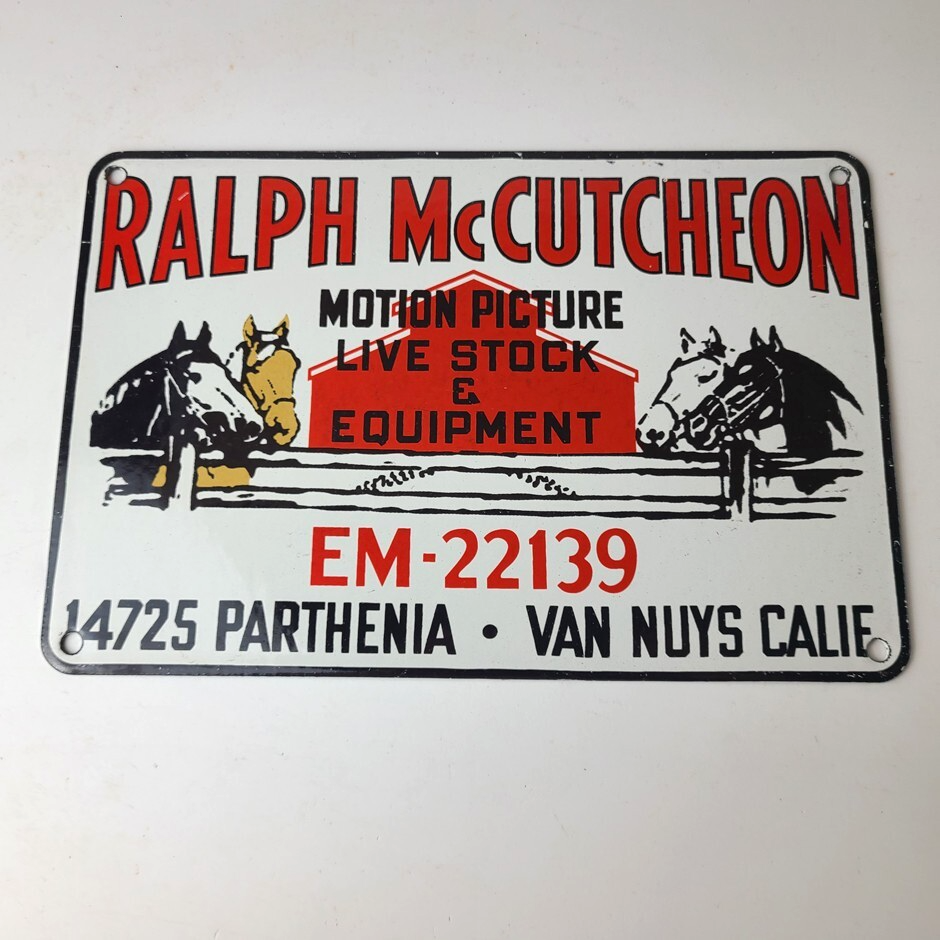 RALPH McCUTCHEON
MOTION PICTURE
LIVE STOCK
&
EQUIPMENT
EM-22139
14725 PARTHENIA • VAN NUYS CALIF